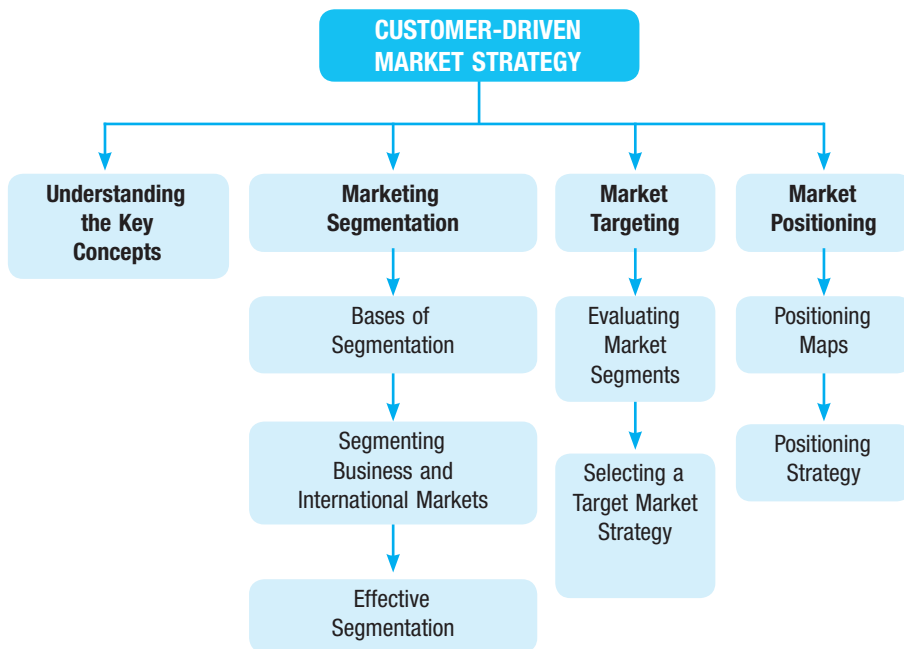 CUSTOMER-DRIVEN
MARKET STRATEGY
Understanding
the Key
Concepts
Marketing
Segmentation
Bases of
Segmentation
Segmenting
Business and
International Markets
Effective
Segmentation
Market
Targeting
Evaluating
Market
Segments
Selecting a
Target Market
Strategy
Market
Positioning
Positioning
Maps
Positioning
Strategy